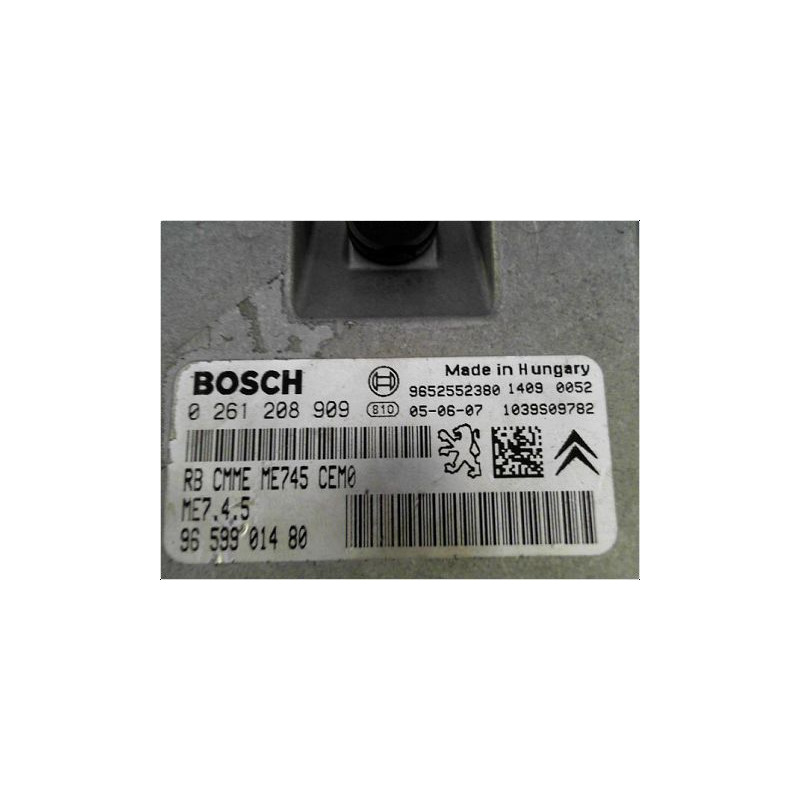 BOSCH
Made in Hungary
9652552380 1409 0052
0 261 208 909 810 05-06-07 1039S09782
RB CMME ME745 CEM0
ME7.4.5
96 599 014 80